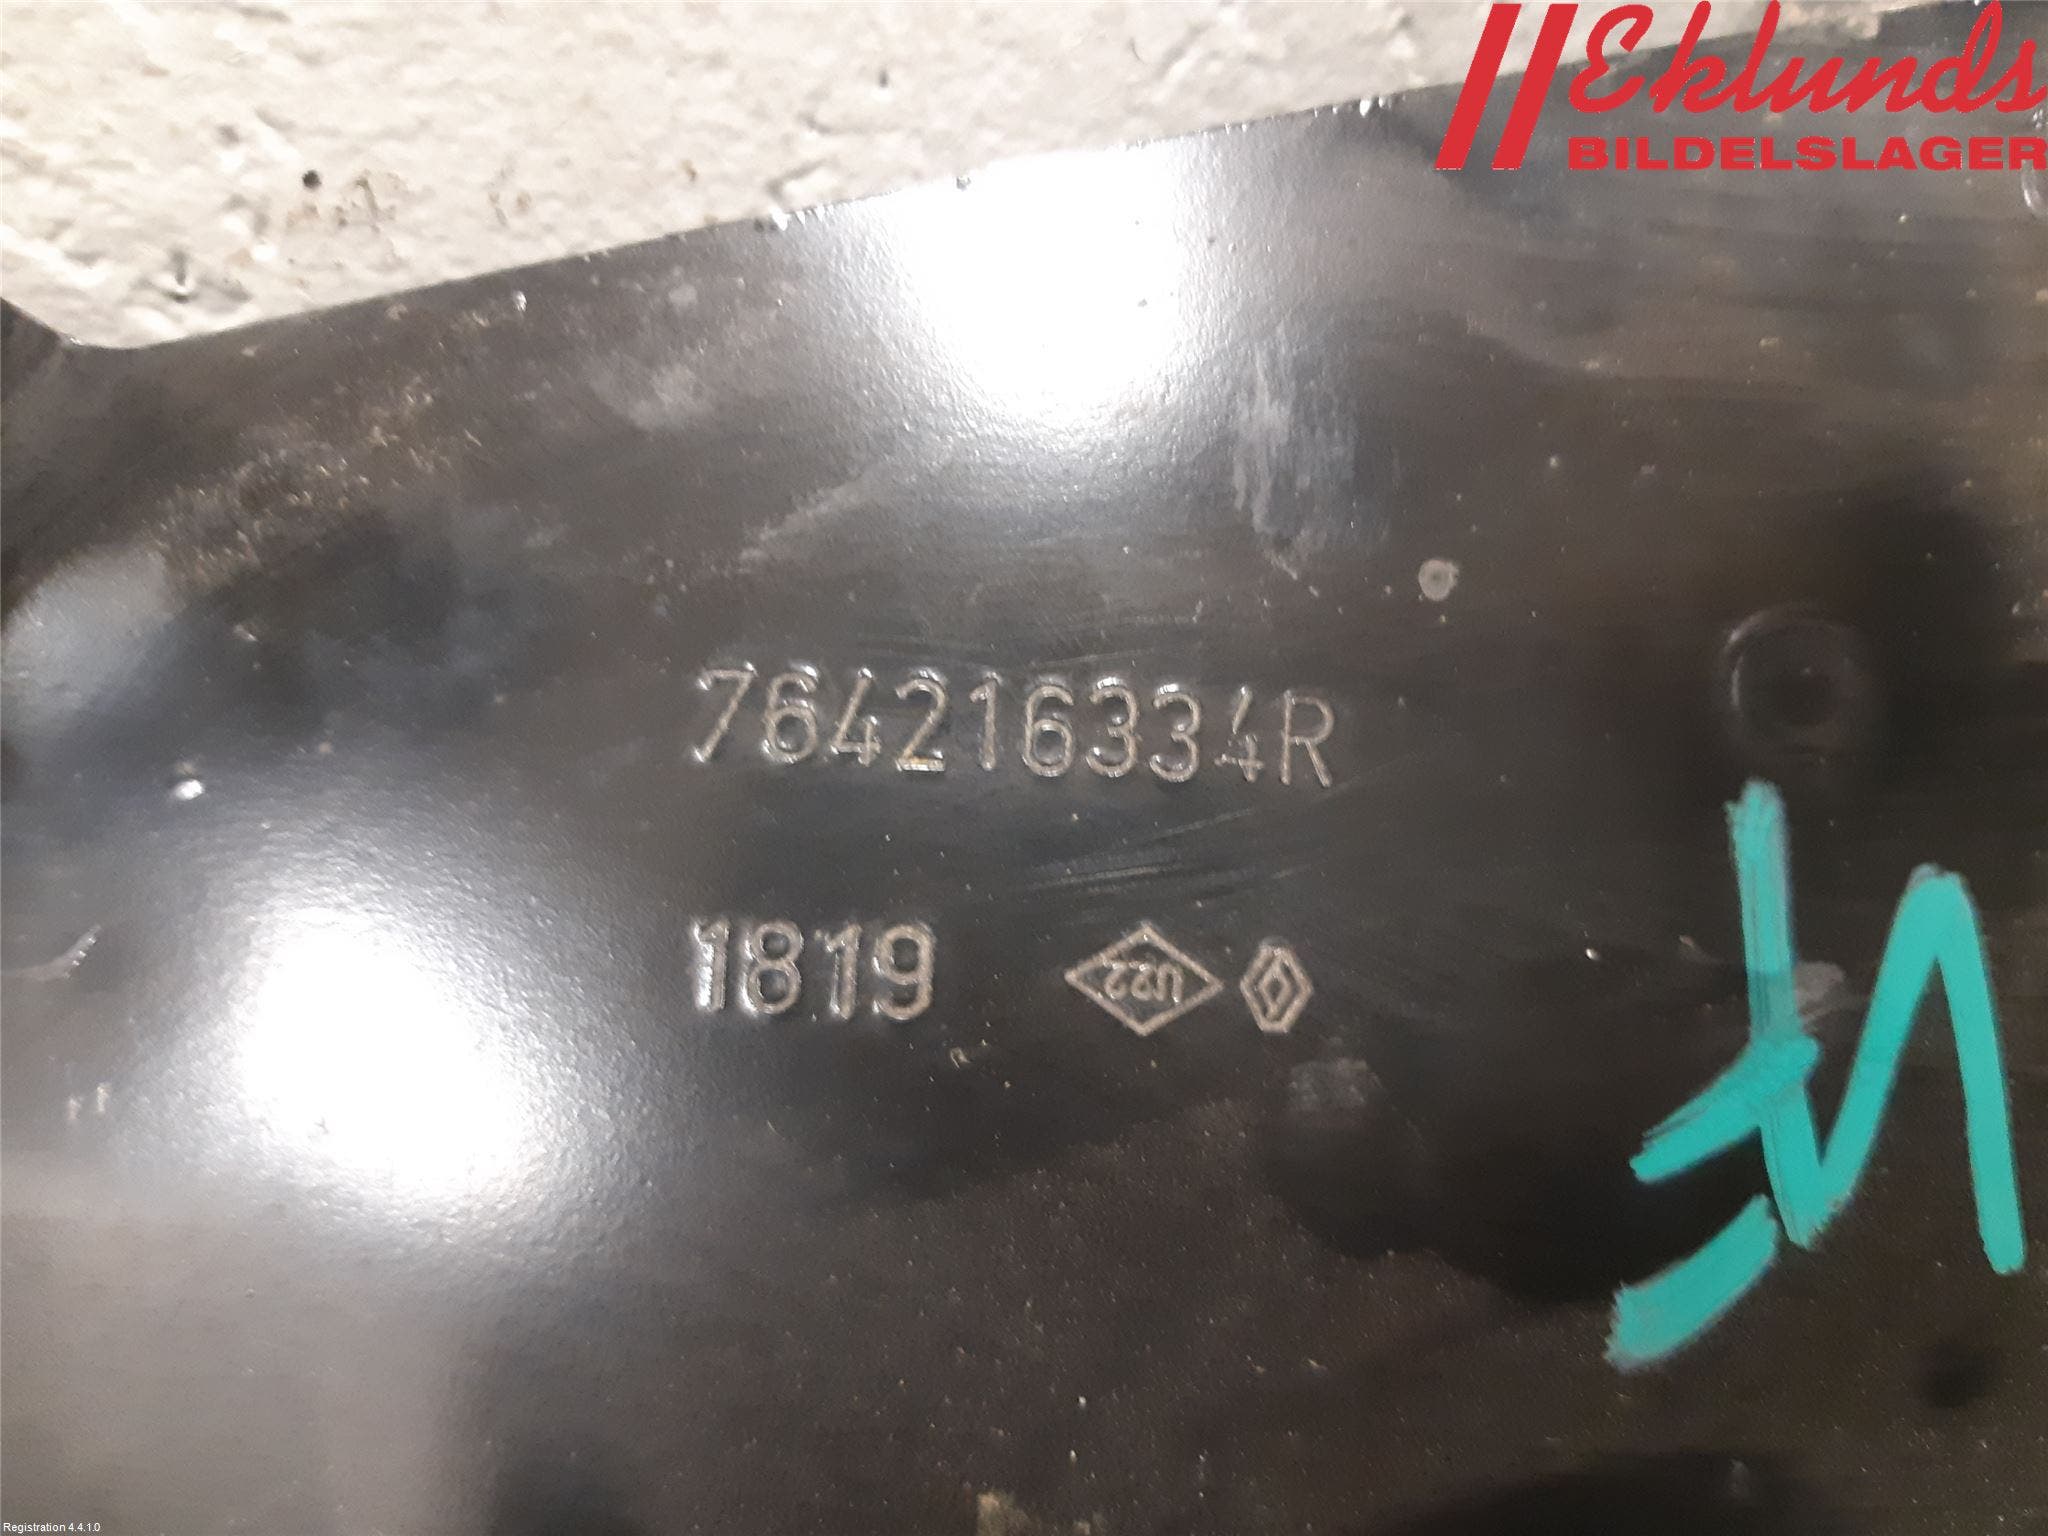 Eklunds
BILDELSLAGER
764216334R
1819
Registration 4.4.1.0